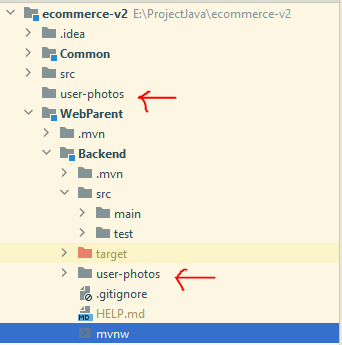 ecommerce-v2 E:\ProjectJava\ecommerce-v2
.idea
Common
src
user-photos
WebParent
.mvn
Backend
.mvn
src
main
test
target
user-photos
.gitignore
MD HELP.md
mvnw